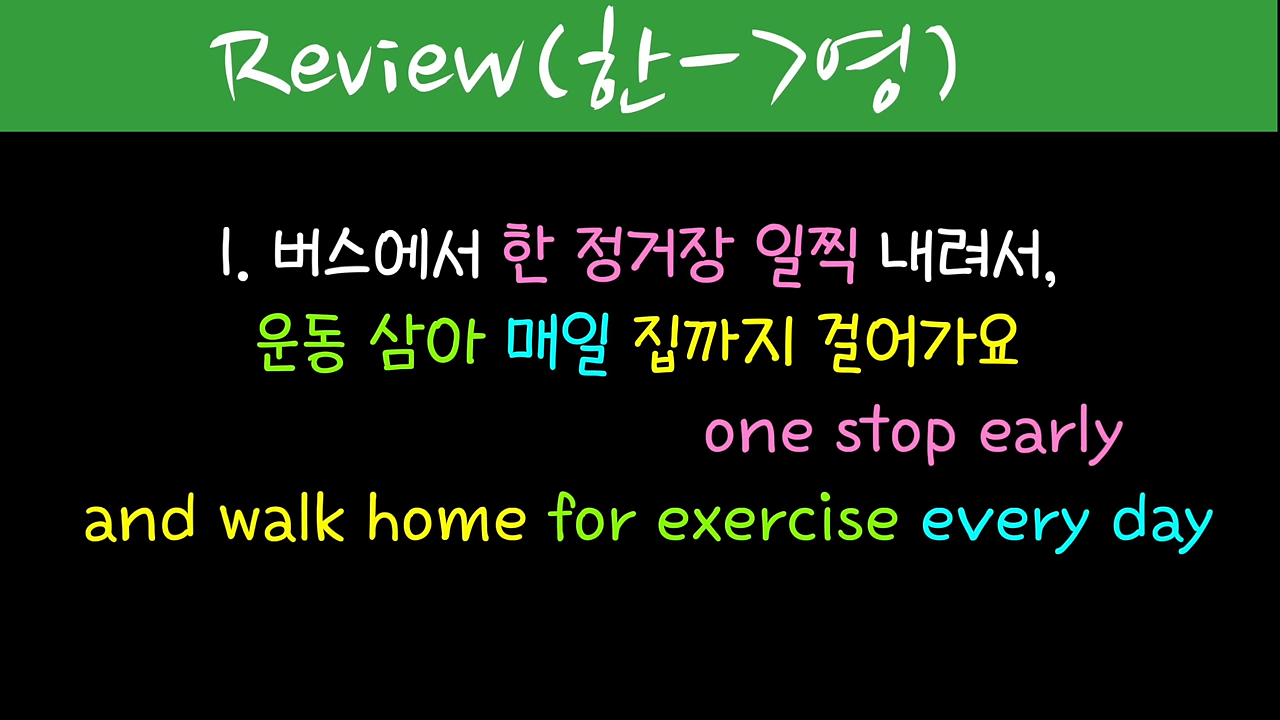 Review(한->영)
1. 버스에서 한 정거장 일찍 내려서,
운동 삼아 매일 집까지 걸어가요
one stop early
and walk home for exercise every day